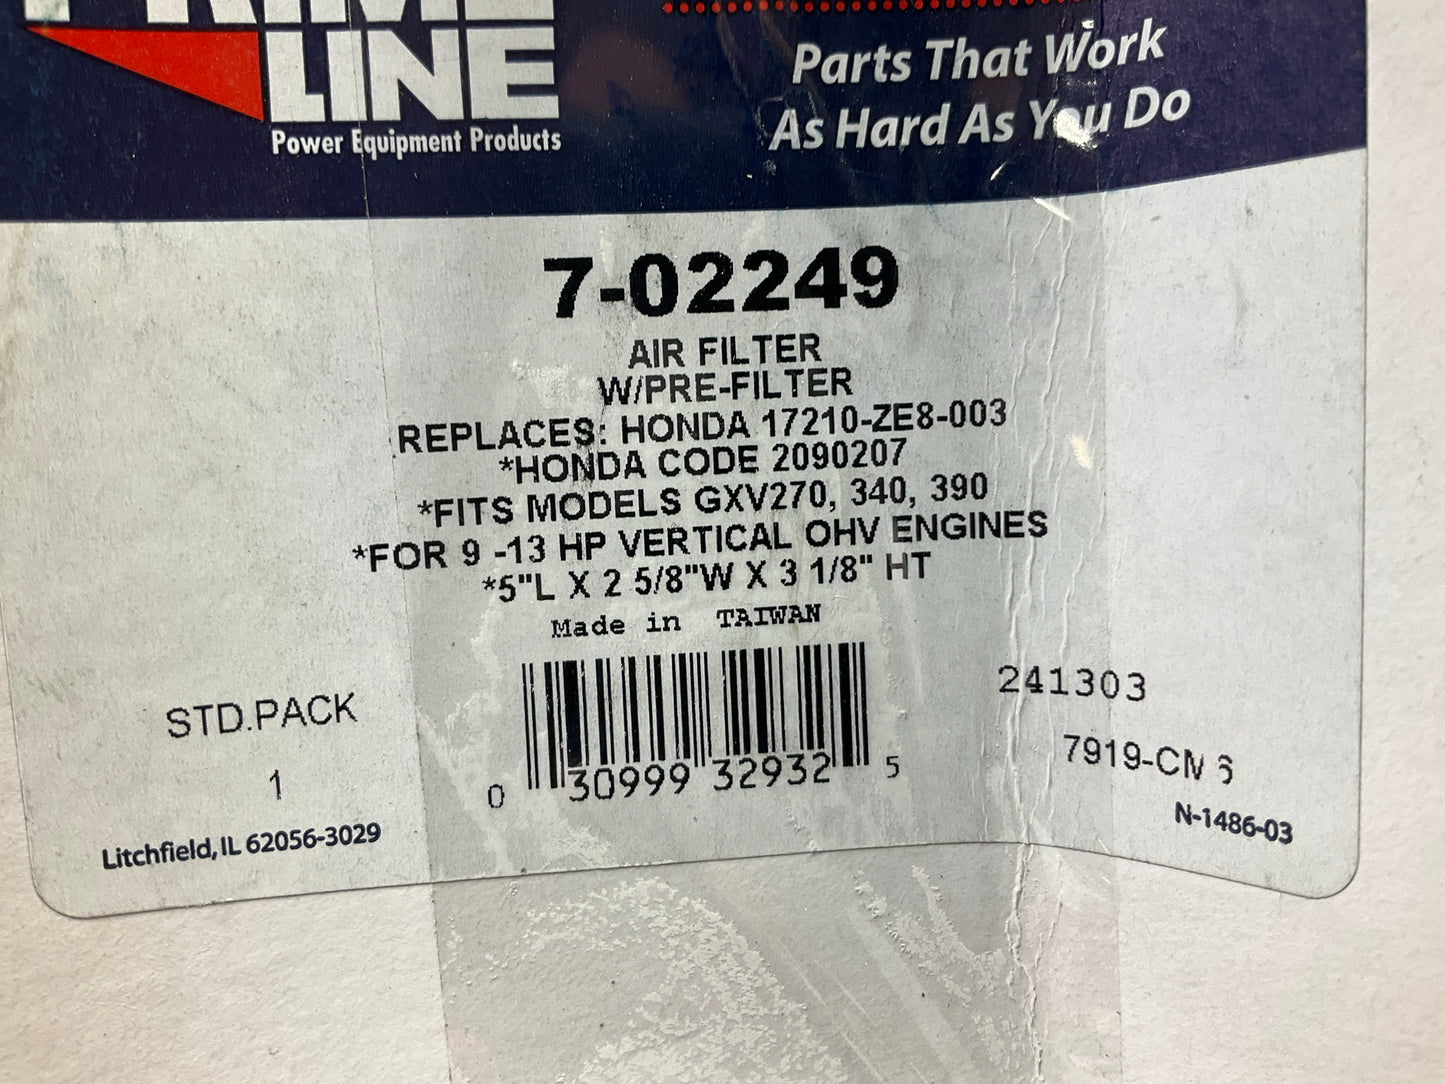 PRIME
LINE
Power Equipment Products
Parts That Work
As Hard As You Do
7-02249
AIR FILTER
W/PRE-FILTER
REPLACES: HONDA 17210-ZE8-003
*HONDA CODE 2090207
*FITS MODELS GXV270, 340, 390
*FOR 9 -13 HP VERTICAL OHV ENGINES
*5"L X 2 5/8"W X 3 1/8" HT
Made in TAIWAN
STD.PACK
1
Litchfield, IL 62056-3029
0 30999 32932 5
241303
N-1486-03